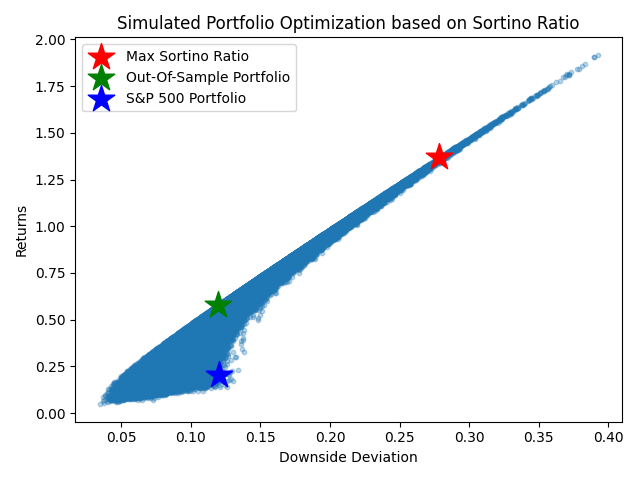 Simulated Portfolio Optimization based on Sortino Ratio
Max Sortino Ratio
Out-Of-Sample Portfolio
S&P 500 Portfolio
Returns
2.00
1.75
1.50
1.25
1.00
0.75
0.50
0.25
0.00
0.05 0.10 0.15 0.20 0.25 0.30 0.35 0.40
Downside Deviation